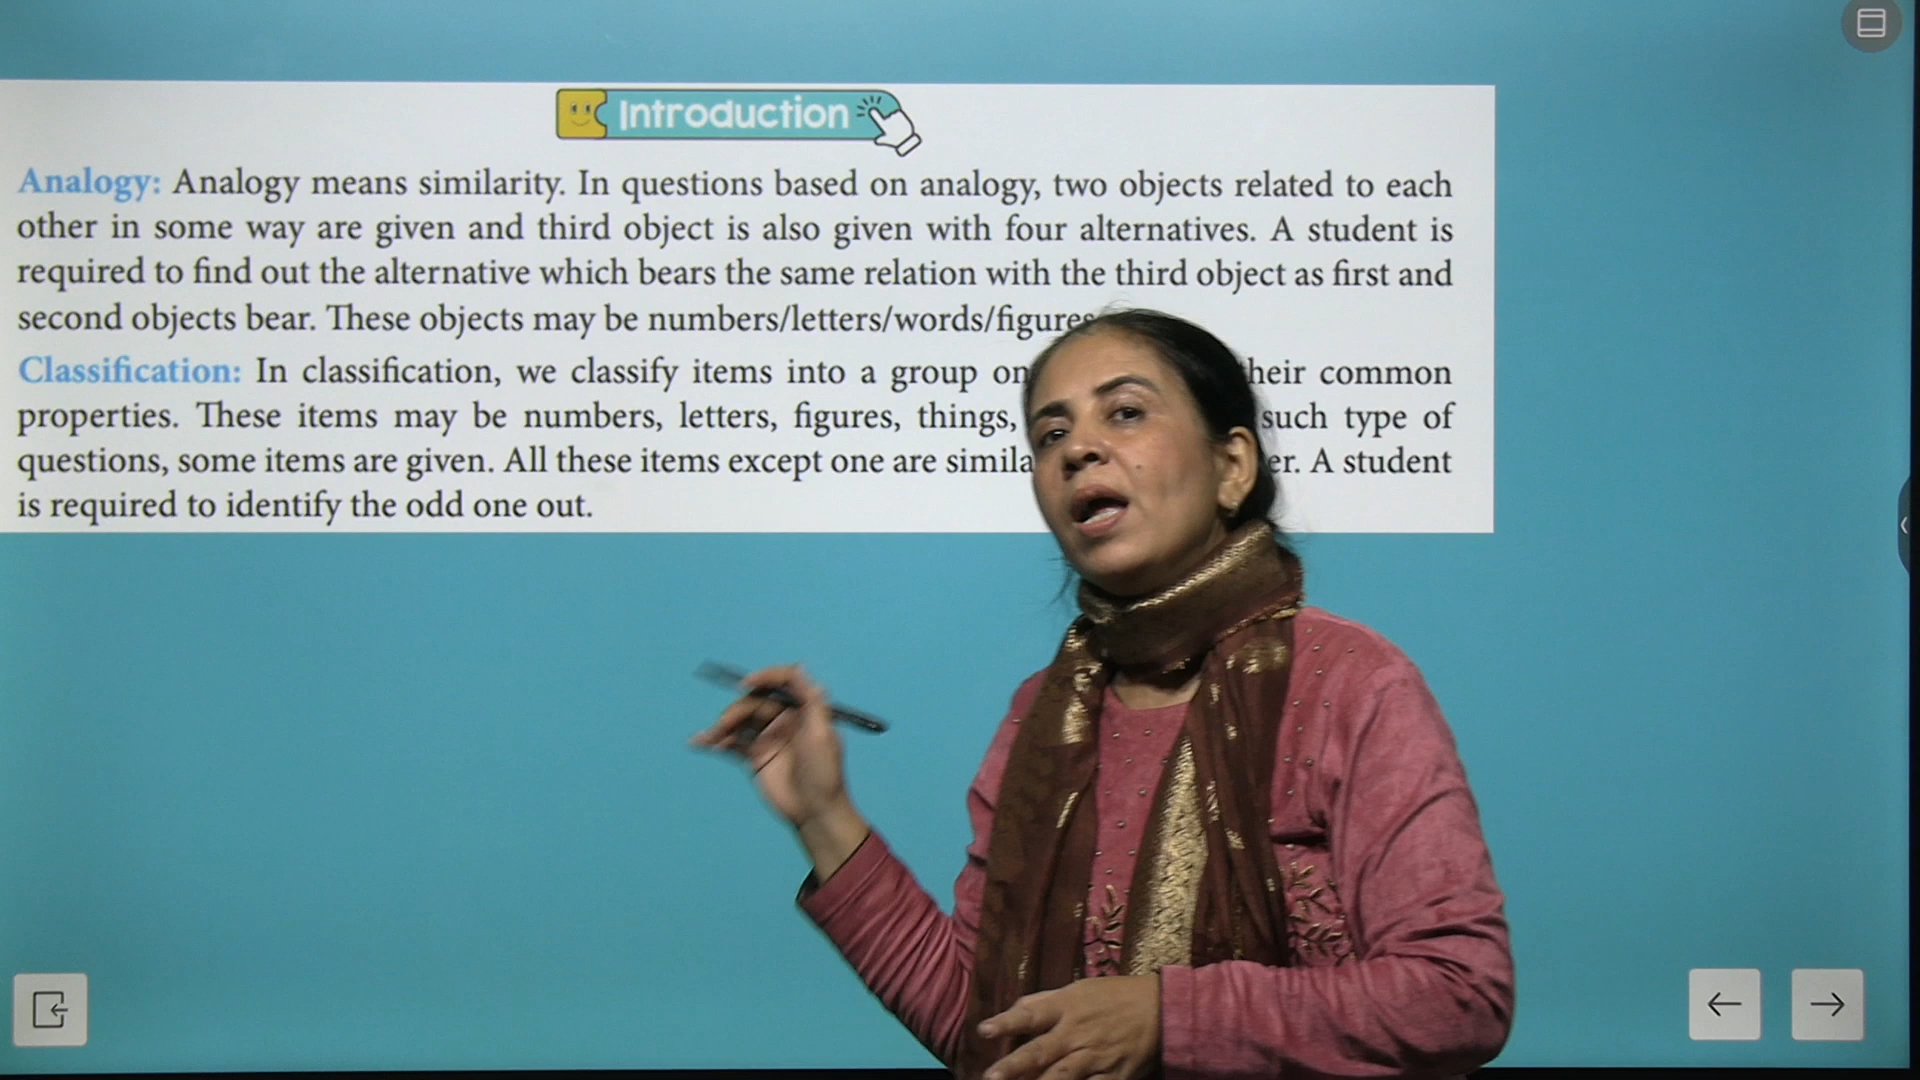 Introduction
Analogy: Analogy means similarity. In questions based on analogy, two objects related to each
other in some way are given and third object is also given with four alternatives. A student is
required to find out the alternative which bears the same relation with the third object as first and
second objects bear. These objects may be numbers/letters/words/figures
Classification: In classification, we classify items into a group on their common
properties. These items may be numbers, letters, figures, things, such type of
questions, some items are given. All these items except one are A student
is required to identify the odd one out.